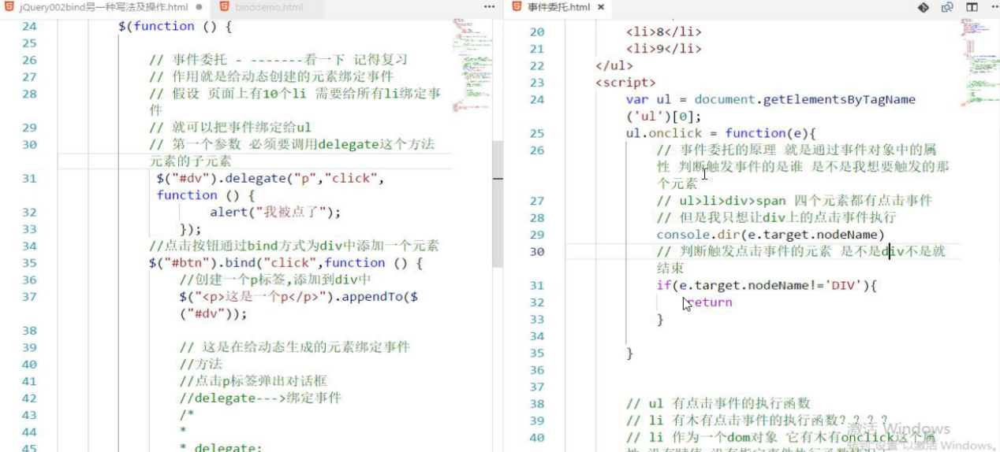 jQuery002bind另一种写法及操作.html
binddemo.html
24 $(function () {
25
26 // 事件委托 - -------看一下 记得复习
27 // 作用就是给动态创建的元素绑定事件
28 // 假设 页面上有10个li 需要给所有li绑定事
件
29 // 就可以把事件绑定给ul
30 // 第一个参数 必须要调用delegate这个方法
元素的子元素
31 $("#dv").delegate("p","click",
function () {
32 alert("我被点了");
33 });
34 //点击按钮通过bind方式为div中添加一个元素
35 $("#btn").bind("click",function () {
36 //创建一个p标签,添加到div中
37 $("<p>这是一个p</p>").appendTo($
("#dv"));
38
39 // 这是在给动态生成的元素绑定事件
40 //方法
41 //点击p标签弹出对话框
42 //delegate--->绑定事件
43 /*
44 *
45 * delegate:
事件委托.html
20 <li>8</li>
21 <li>9</li>
22 </ul>
23 <script>
24 var ul = document.getElementsByTagName
('ul')[0];
25 ul.onclick = function(e){
26 // 事件委托的原理 就是通过事件对象中的属
性 判断触发事件的是谁 是不是我想要触发的那
个元素
27 // ul>li>div>span 四个元素都有点击事件
28 // 但是我只想让div上的点击事件执行
29 console.dir(e.target.nodeName)
30 // 判断触发点击事件的元素 是不是div不是就
结束
31 if(e.target.nodeName!='DIV'){
32 return
33 }
34
35 }
36
37
38 // ul 有点击事件的执行函数
39 // li 有木有点击事件的执行函数????
40 // li 作为一个dom对象 它有木有onclick这个属
激活 Windows
转到"设置"以激活 Windows。